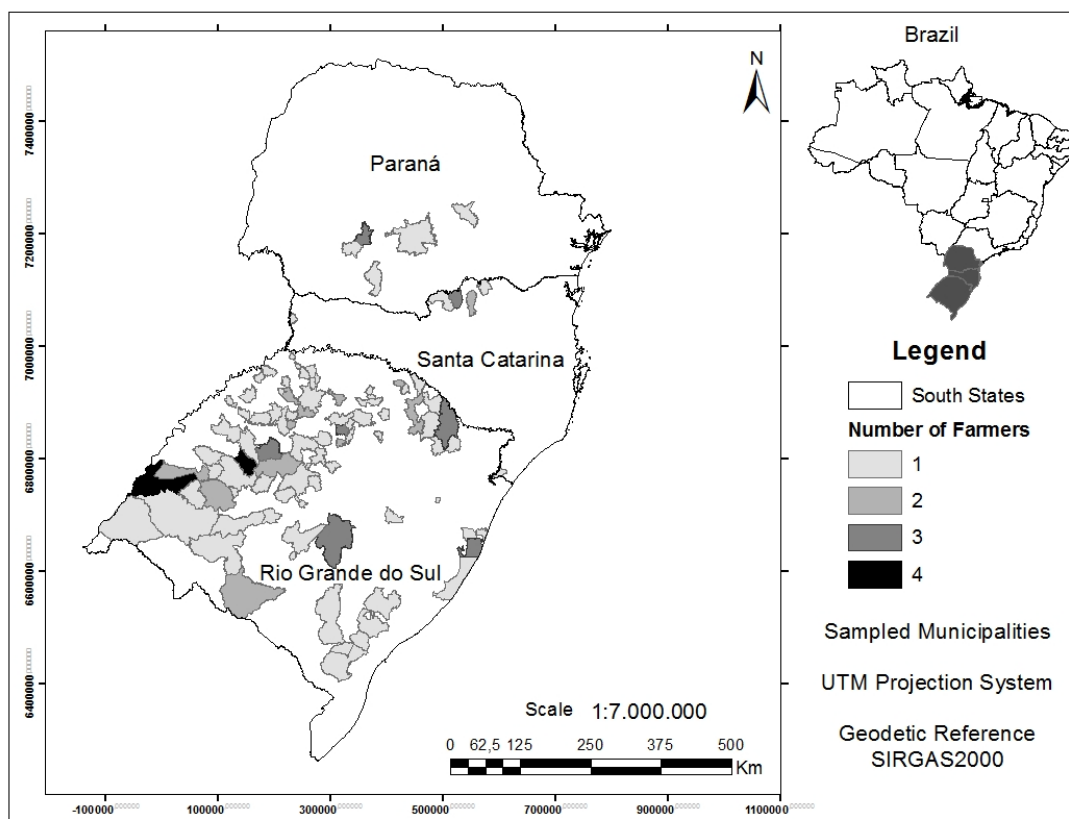 Brazil
N
Paraná
Santa Catarina
Rio Grande do Sul
Legend
South States
Number of Farmers
1
2
3
4
Sampled Municipalities
UTM Projection System
Geodetic Reference
SIRGAS2000
Scale 1:7.000.000
0 62,5 125 250 375 500
Km
7400000
7200000
7000000
6800000
6600000
6400000
-100000 100000 300000 500000 700000 900000 1100000